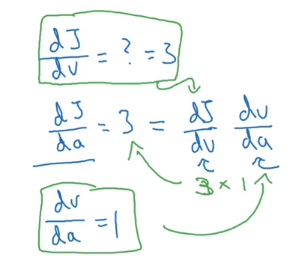 dJ/dv = ? = 3
dJ/da = 3 = dJ/dv dv/da
3 × 1
dv/da = 1